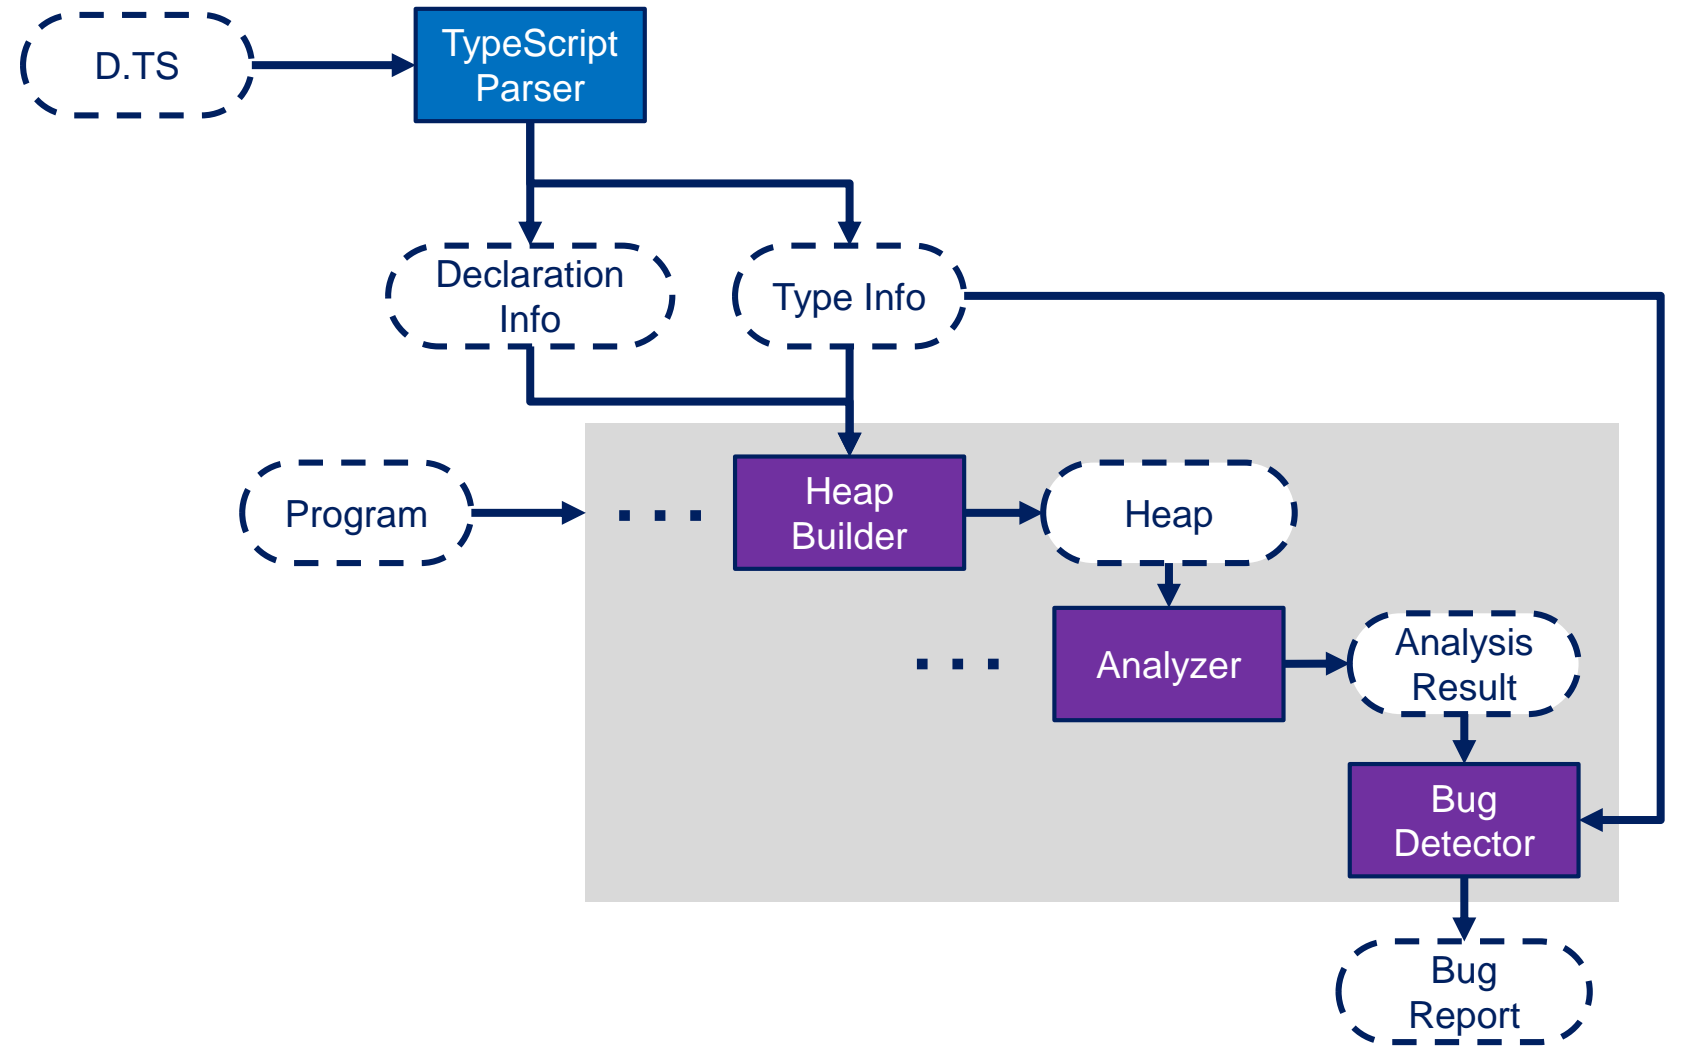 D.TS
TypeScript
Parser
Declaration
Info
Type Info
Program
. . .
Heap
Builder
Heap
. . .
Analyzer
Analysis
Result
Bug
Detector
Bug
Report